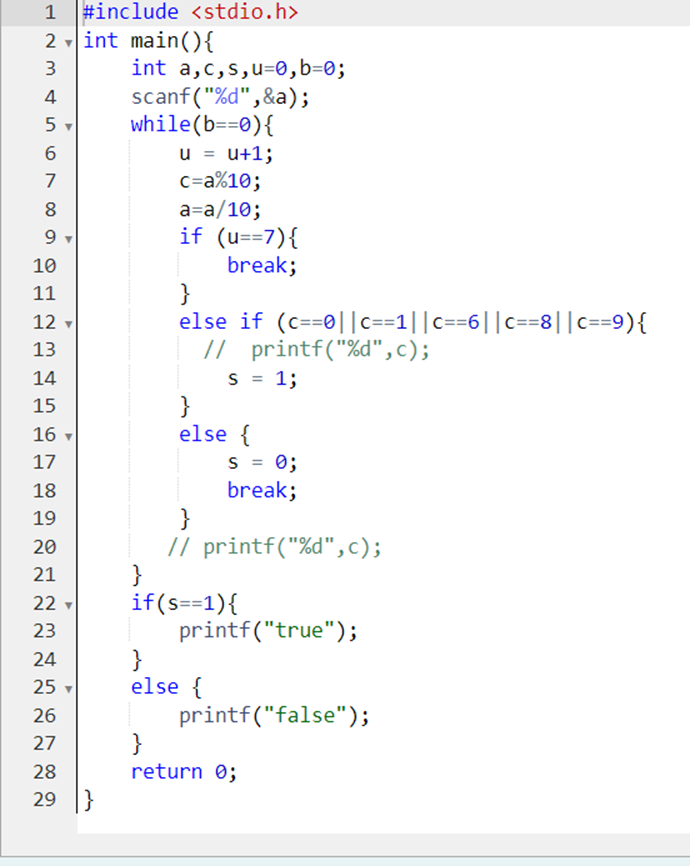 1 #include <stdio.h>
2 int main(){
3     int a,c,s,u=0,b=0;
4     scanf("%d",&a);
5     while(b==0){
6         u = u+1;
7         c=a%10;
8         a=a/10;
9         if (u==7){
10             break;
11         }
12         else if (c==0||c==1||c==6||c==8||c==9){
13           //  printf("%d",c);
14             s = 1;
15         }
16         else {
17             s = 0;
18             break;
19         }
20        // printf("%d",c);
21     }
22     if(s==1){
23         printf("true");
24     }
25     else {
26         printf("false");
27     }
28     return 0;
29 }